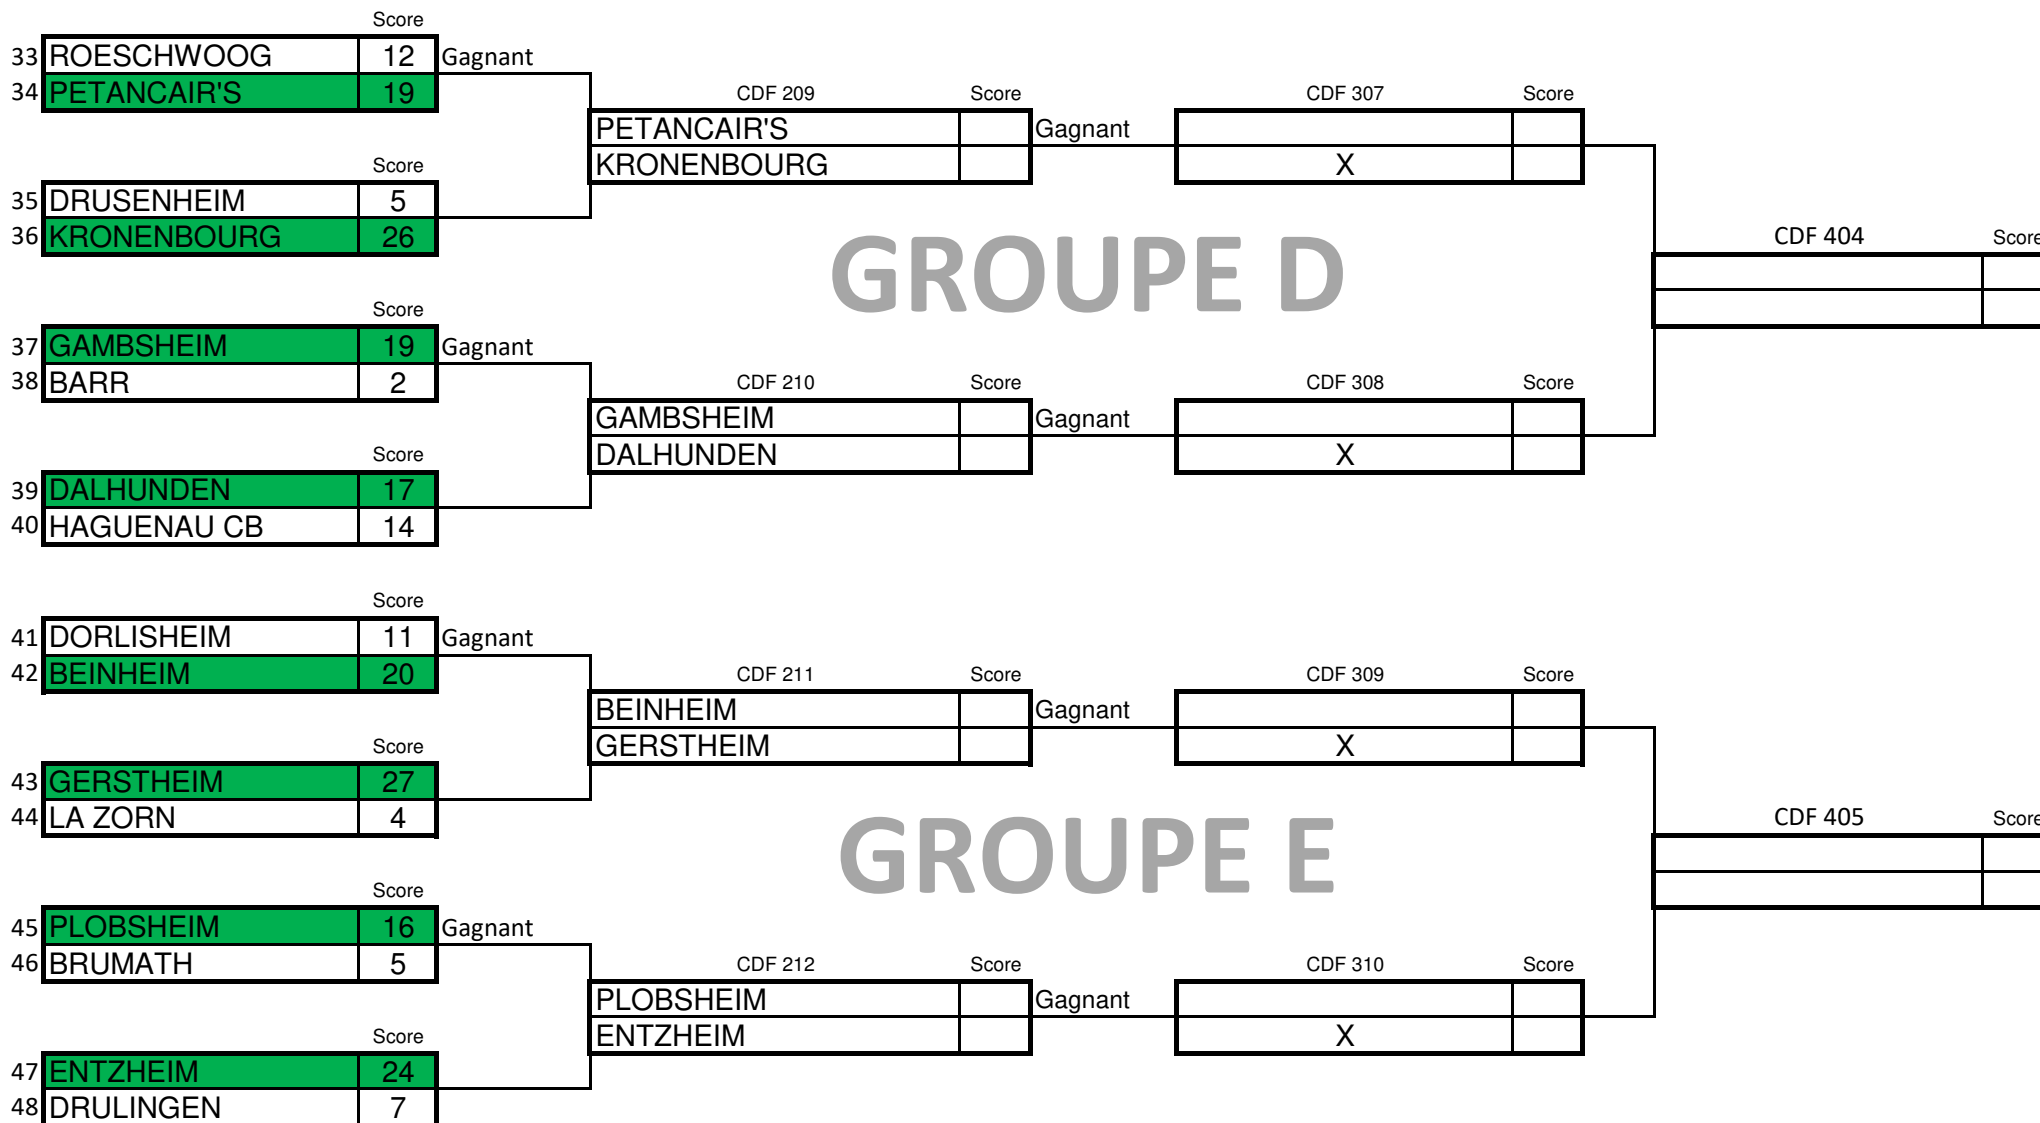 Score
33 ROESCHWOOG 12 Gagnant
34 PETANCAIR'S 19 CDF 209 Score CDF 307 Score
PETANCAIR'S Gagnant
Score
KRONENBOURG X
35 DRUSENHEIM 5
36 KRONENBOURG 26 CDF 404 Score
GROUPE D
Score
37 GAMBSHEIM 19 Gagnant
38 BARR 2 CDF 210 Score CDF 308 Score
GAMBSHEIM Gagnant
Score
DALHUNDEN X
39 DALHUNDEN 17
40 HAGUENAU CB 14
Score
41 DORLISHEIM 11 Gagnant
42 BEINHEIM 20 CDF 211 Score CDF 309 Score
BEINHEIM Gagnant
Score
GERSTHEIM X
43 GERSTHEIM 27
44 LA ZORN 4 CDF 405 Score
GROUPE E
Score
45 PLOBSHEIM 16 Gagnant
46 BRUMATH 5 CDF 212 Score CDF 310 Score
PLOBSHEIM Gagnant
Score
ENTZHEIM X
47 ENTZHEIM 24
48 DRULINGEN 7